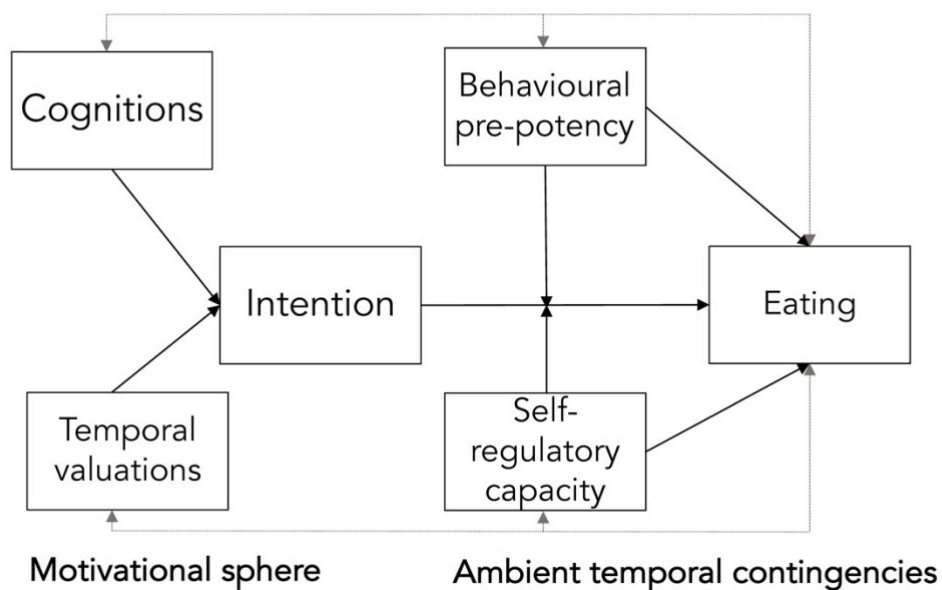 Cognitions
Behavioural
pre-potency
Intention
Eating
Temporal
valuations
Self-
regulatory
capacity
Motivational sphere
Ambient temporal contingencies